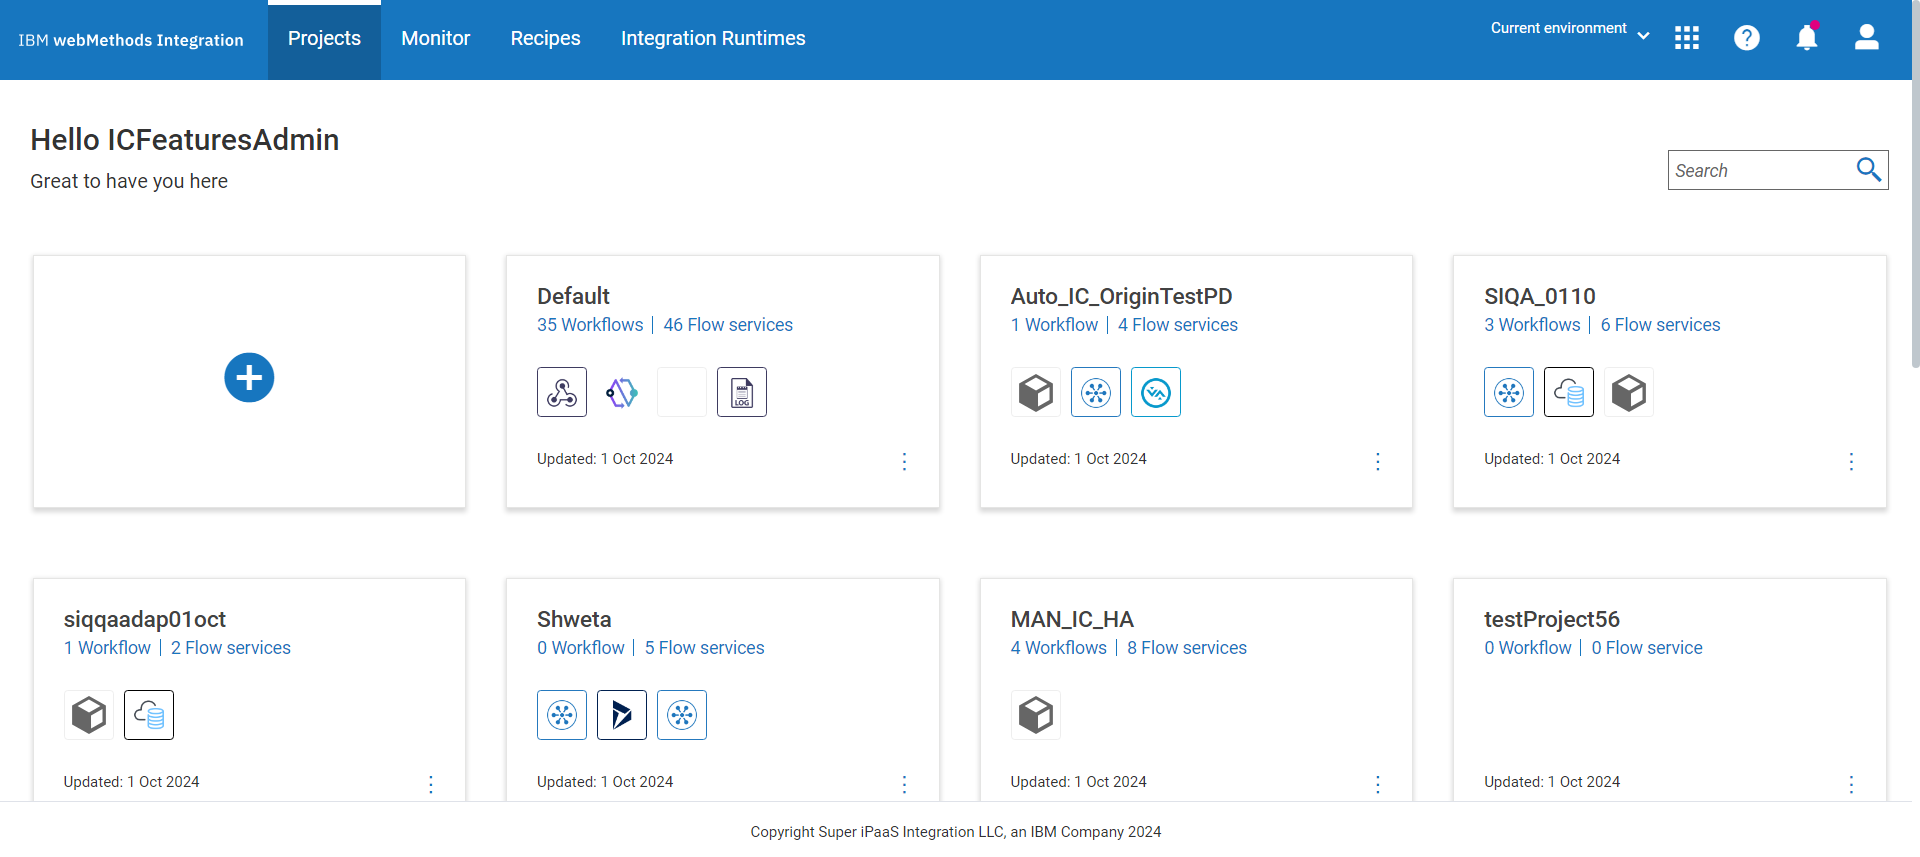 IBM webMethods Integration
Projects
Monitor
Recipes
Integration Runtimes
Current environment
Hello ICFeaturesAdmin
Great to have you here
Search
Default
35 Workflows | 46 Flow services
LOG
Updated: 1 Oct 2024
Auto_IC_OriginTestPD
1 Workflow | 4 Flow services
Updated: 1 Oct 2024
SIQA_0110
3 Workflows | 6 Flow services
Updated: 1 Oct 2024
siqqaadap01oct
1 Workflow | 2 Flow services
Updated: 1 Oct 2024
Shweta
0 Workflow | 5 Flow services
Updated: 1 Oct 2024
MAN_IC_HA
4 Workflows | 8 Flow services
Updated: 1 Oct 2024
testProject56
0 Workflow | 0 Flow service
Updated: 1 Oct 2024
Copyright Super iPaaS Integration LLC, an IBM Company 2024